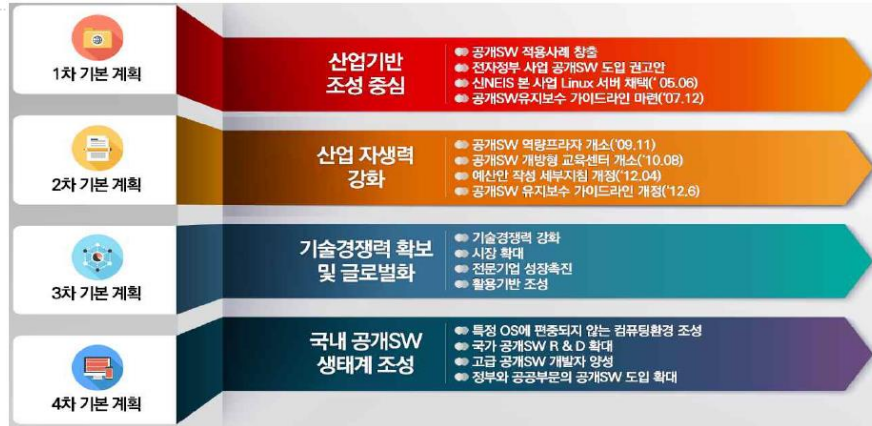 1차 기본 계획
산업기반
조성 중심
공개SW 적용사례 창출
전자정부 사업 공개SW 도입 권고안
신NEIS 본 사업 Linux 서버 채택(' 05.06)
공개SW유지보수 가이드라인 마련('07.12)
2차 기본 계획
산업 자생력
강화
공개SW 역량프라자 개소('09.11)
공개SW 개방형 교육센터 개소('10.08)
예산안 작성 세부지침 개정('12.04)
공개SW 유지보수 가이드라인 개정('12.6)
3차 기본 계획
기술경쟁력 확보
및 글로벌화
기술경쟁력 강화
시장 확대
전문기업 성장촉진
활용기반 조성
4차 기본 계획
국내 공개SW
생태계 조성
특정 OS에 편중되지 않는 컴퓨팅환경 조성
국가 공개SW R & D 확대
고급 공개SW 개발자 양성
정부와 공공부문의 공개SW 도입 확대